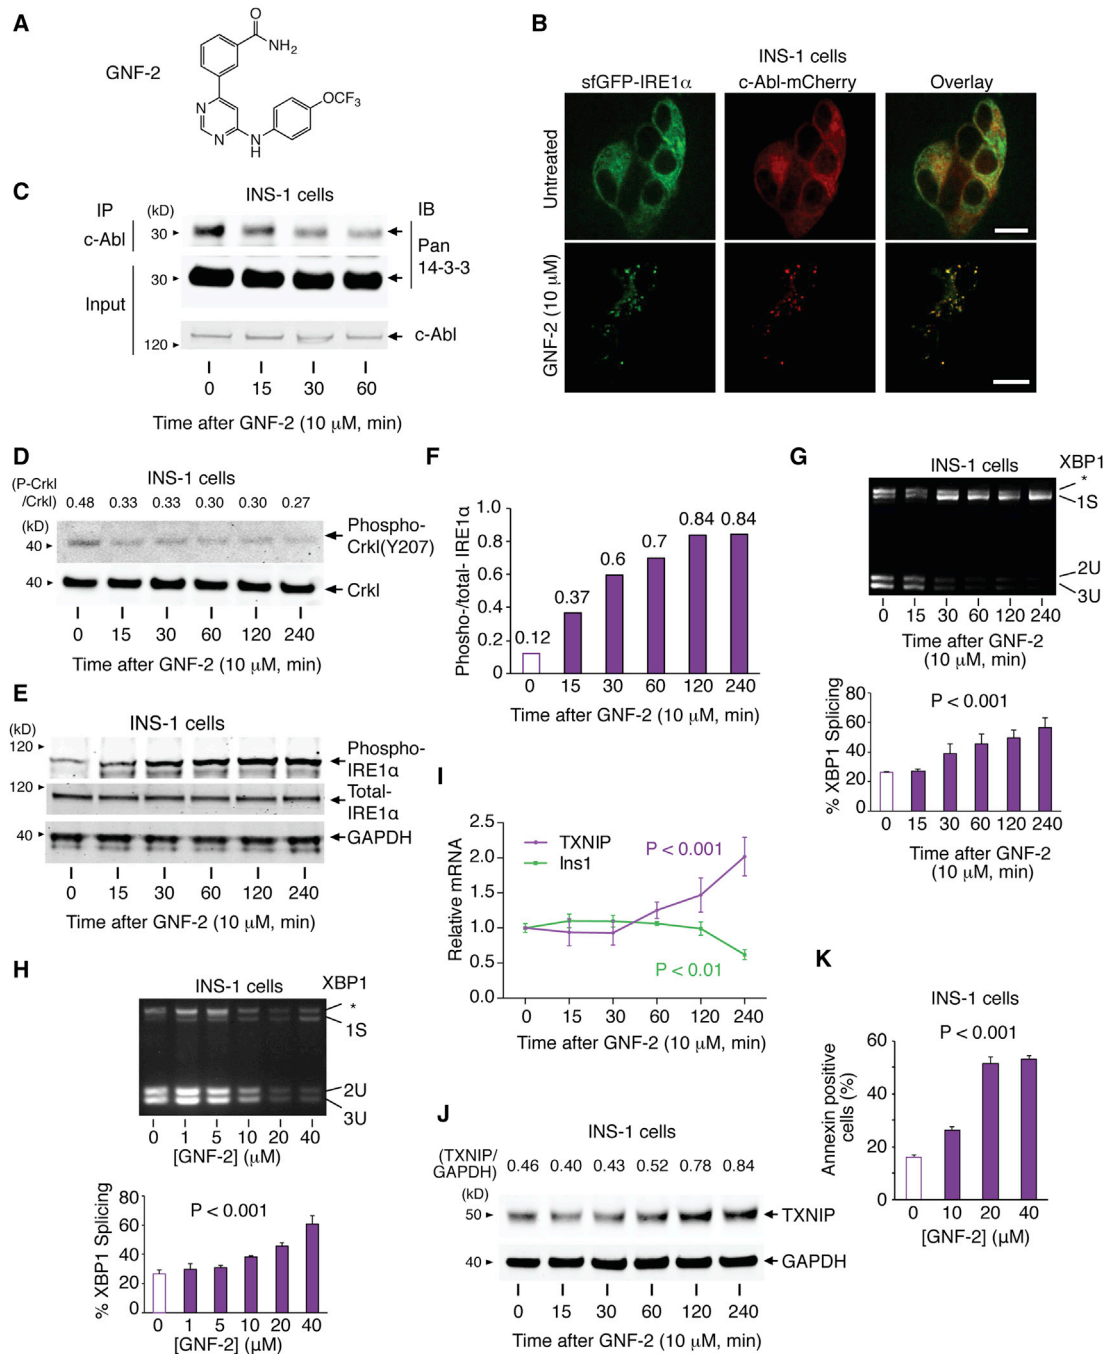 A
GNF-2
O
NH2
N
N
N
H
OCF3
B
INS-1 cells
sfGFP-IRE1α
c-Abl-mCherry
Overlay
Untreated
GNF-2 (10 μM)
C
INS-1 cells
IP
(kD)
IB
c-Abl
30
Pan
14-3-3
Input
30
120
c-Abl
0 15 30 60
Time after GNF-2 (10 μM, min)
D
INS-1 cells
(P-Crkl
/Crkl)
0.48 0.33 0.33 0.30 0.30 0.27
(kD)
40
Phospho-
Crkl(Y207)
40
Crkl
0 15 30 60 120 240
Time after GNF-2 (10 μM, min)
E
INS-1 cells
(kD)
120
Phospho-
IRE1α
120
Total-
IRE1α
40
GAPDH
0 15 30 60 120 240
Time after GNF-2 (10 μM, min)
F
Phosho-/total- IRE1α
1.0
0.8
0.6
0.4
0.2
0
0.12
0.37
0.6
0.7
0.84
0.84
0 15 30 60 120 240
Time after GNF-2 (10 μM, min)
G
INS-1 cells
XBP1
*
1S
2U
3U
0 15 30 60 120 240
Time after GNF-2
(10 μM, min)
% XBP1 Splicing
80
60
40
20
0
P < 0.001
0 15 30 60 120 240
Time after GNF-2
(10 μM, min)
H
INS-1 cells
XBP1
*
1S
2U
3U
0 1 5 10 20 40
[GNF-2] (μM)
% XBP1 Splicing
80
60
40
20
0
P < 0.001
0 1 5 10 20 40
[GNF-2] (μM)
I
Relative mRNA
2.5
2.0
1.5
1.0
0.5
0.0
TXNIP
Ins1
P < 0.001
P < 0.01
0 15 30 60 120 240
Time after GNF-2 (10 μM, min)
J
INS-1 cells
(TXNIP/
GAPDH)
0.46 0.40 0.43 0.52 0.78 0.84
(kD)
50
TXNIP
40
GAPDH
0 15 30 60 120 240
Time after GNF-2 (10 μM, min)
K
INS-1 cells
P < 0.001
Annexin positive
cells (%)
60
40
20
0
0 10 20 40
[GNF-2] (μM)